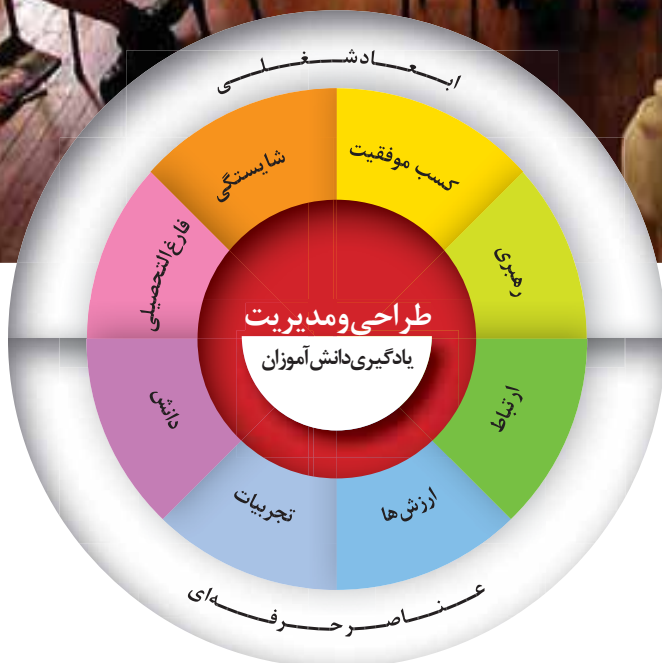 ابعاد شغلی
کسب موفقیت
شایستگی
رهبری
فارغ‌التحصیلی
طراحی و مدیریت
یادگیری دانش‌آموزان
ارتباط
دانش
ارزش‌ها
تجربیات
عناصر حرفه‌ای